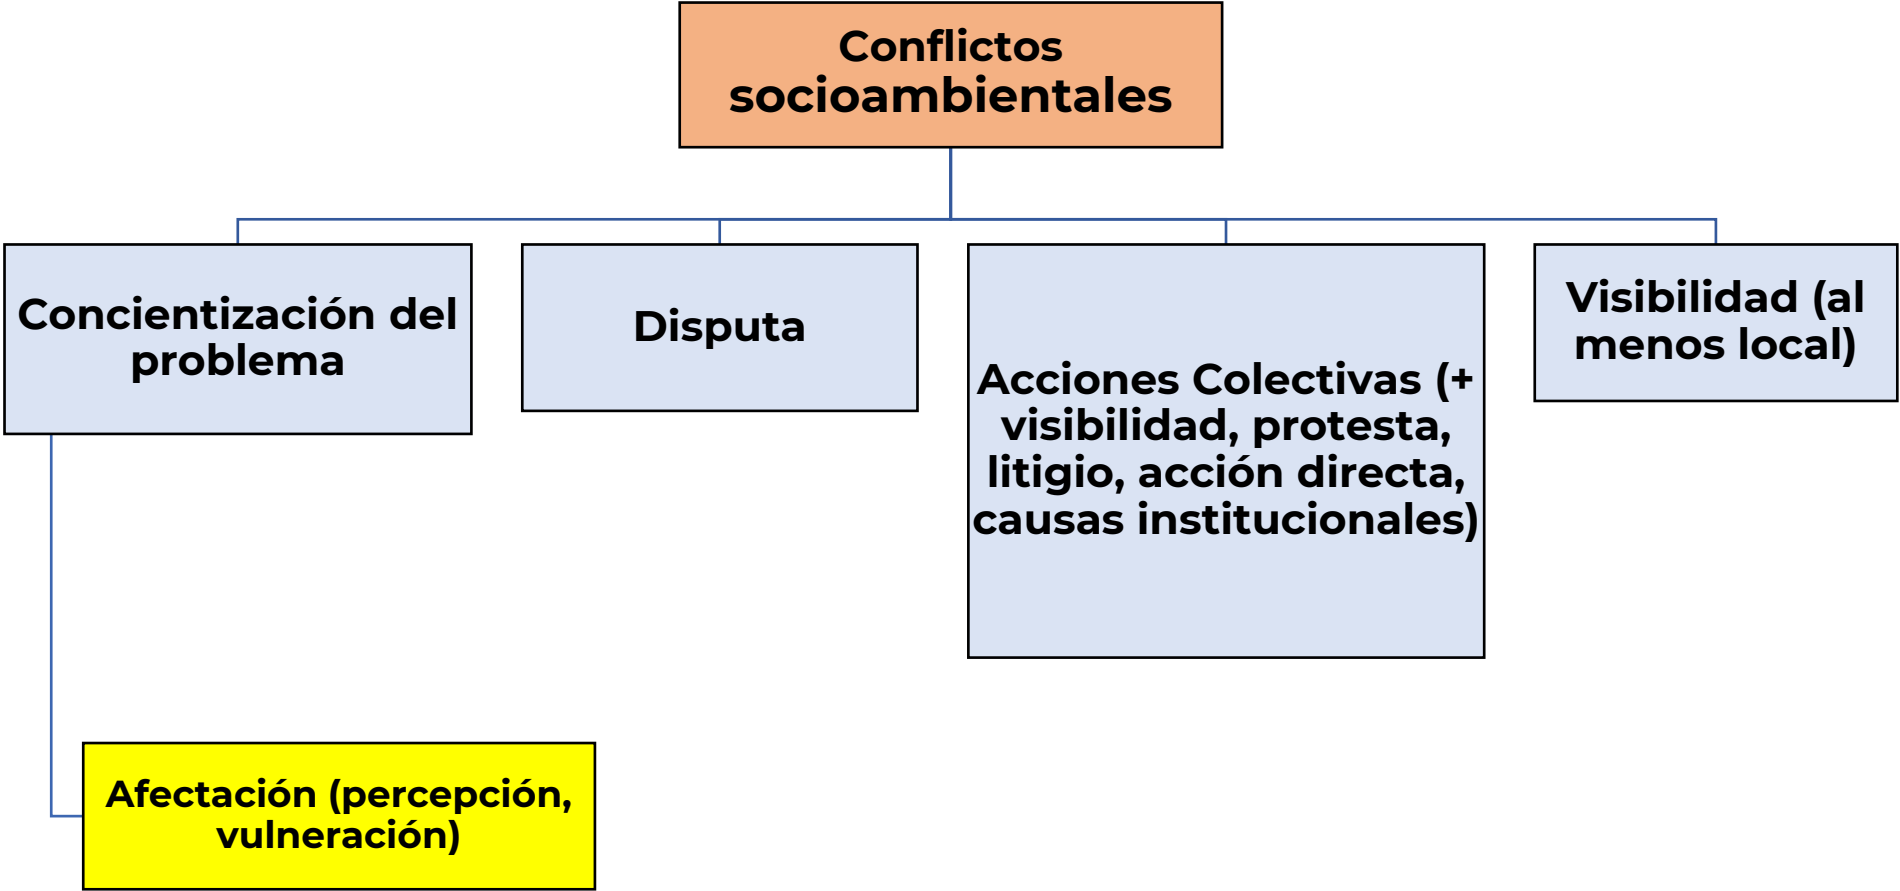 Conflictos
socioambientales
Concientización del
problema
Disputa
Acciones Colectivas (+
visibilidad, protesta,
litigio, acción directa,
causas institucionales)
Visibilidad (al
menos local)
Afectación (percepción,
vulneración)